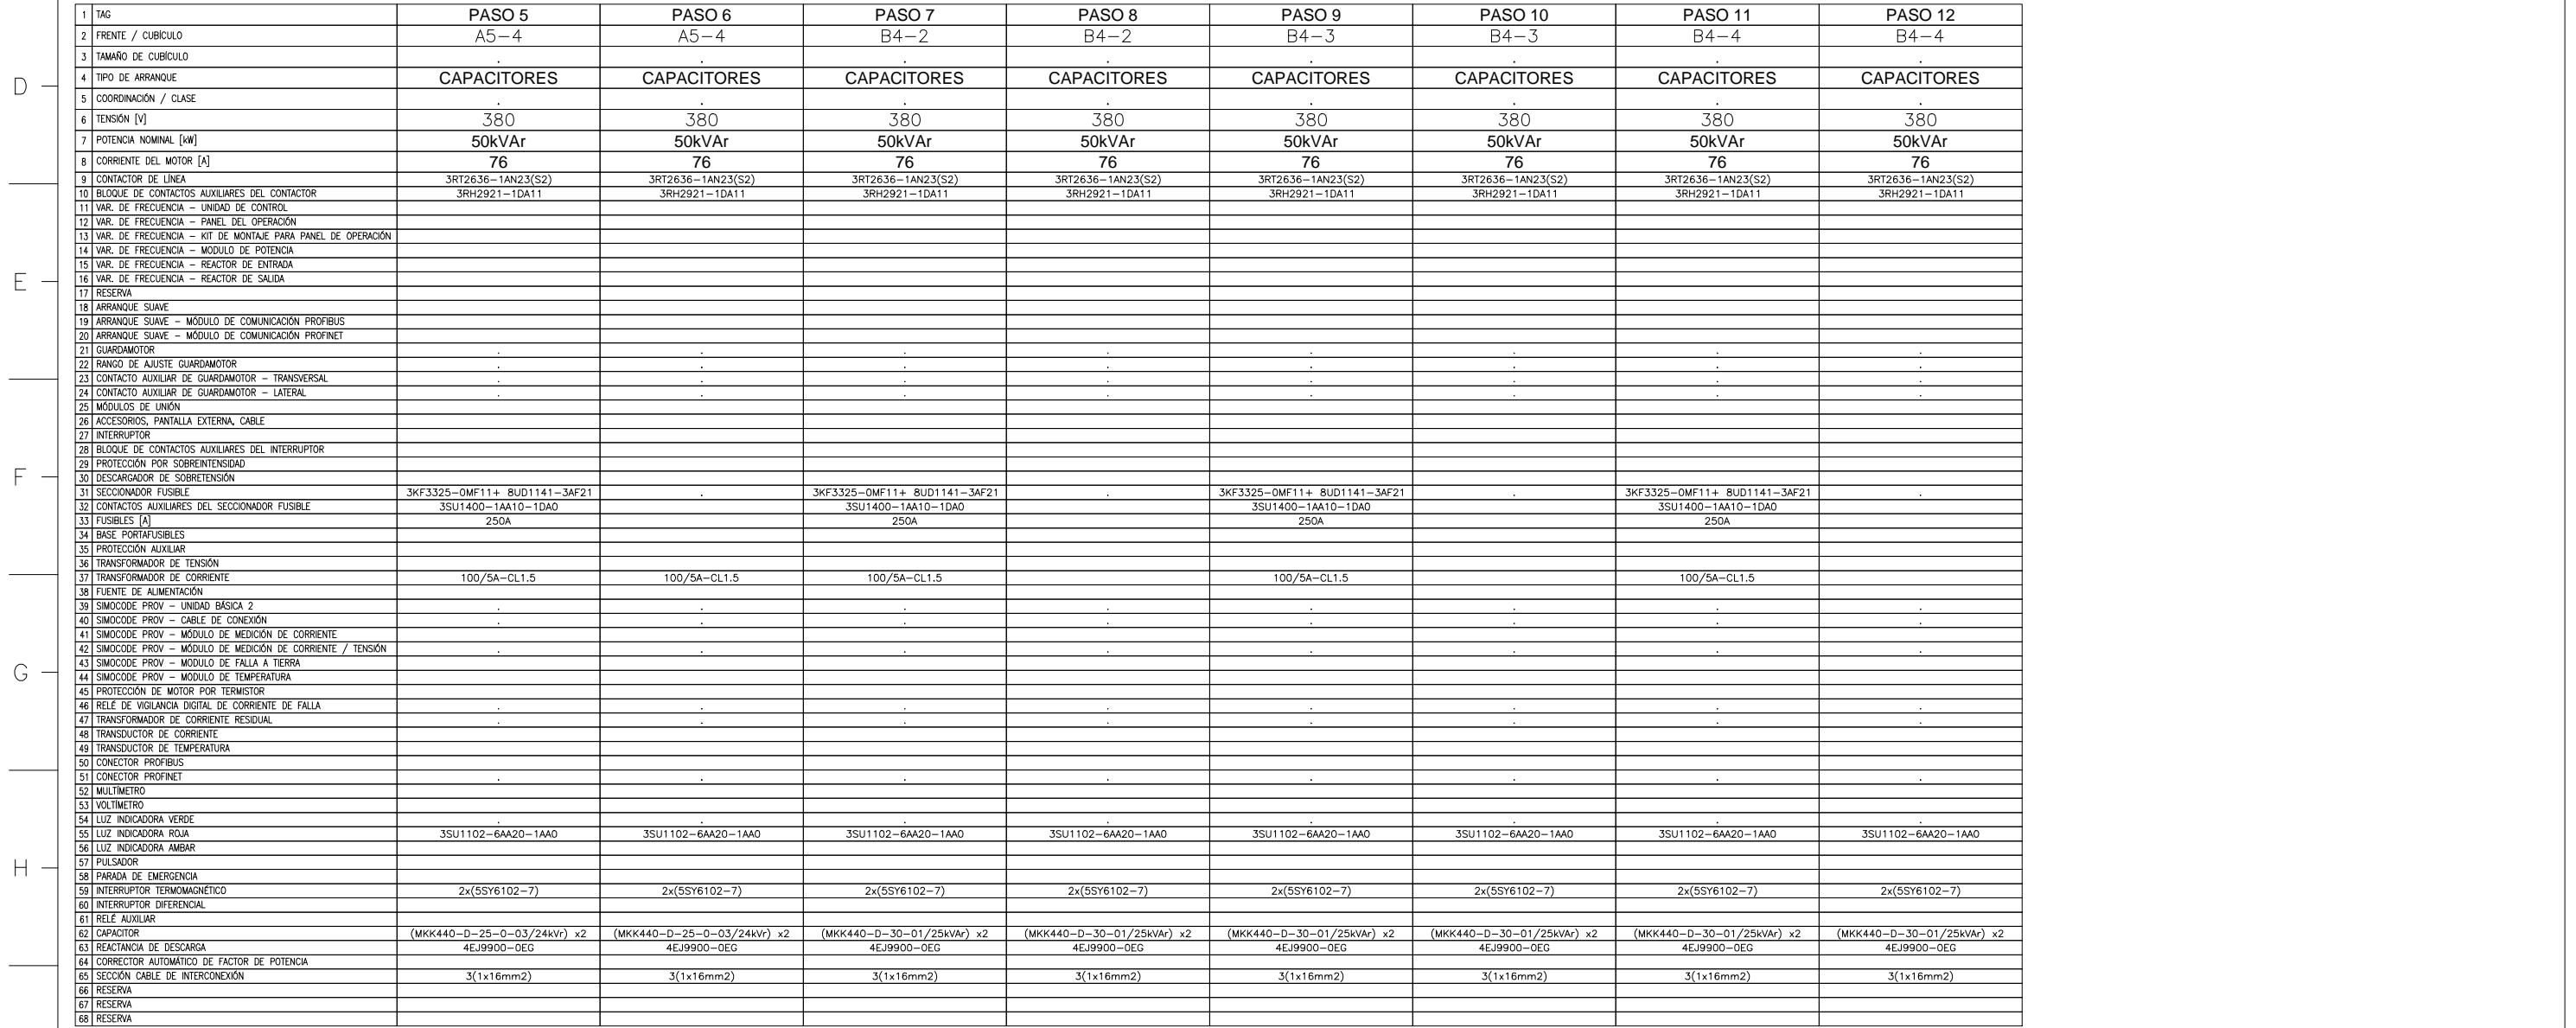 1 TAG PASO 5 PASO 6 PASO 7 PASO 8 PASO 9 PASO 10 PASO 11 PASO 12
2 FRENTE / CUBÍCULO A5-4 A5-4 B4-2 B4-2 B4-3 B4-3 B4-4 B4-4
3 TAMAÑO DE CUBÍCULO . . . . . . . .
D
4 TIPO DE ARRANQUE CAPACITORES CAPACITORES CAPACITORES CAPACITORES CAPACITORES CAPACITORES CAPACITORES CAPACITORES
5 COORDINACIÓN / CLASE . . . . . . . .
6 TENSIÓN [V] 380 380 380 380 380 380 380 380
7 POTENCIA NOMINAL [kW] 50kVAr 50kVAr 50kVAr 50kVAr 50kVAr 50kVAr 50kVAr 50kVAr
8 CORRIENTE DEL MOTOR [A] 76 76 76 76 76 76 76 76
9 CONTACTOR DE LÍNEA 3RT2636-1AN23(S2) 3RT2636-1AN23(S2) 3RT2636-1AN23(S2) 3RT2636-1AN23(S2) 3RT2636-1AN23(S2) 3RT2636-1AN23(S2) 3RT2636-1AN23(S2) 3RT2636-1AN23(S2)
10 BLOQUE DE CONTACTOS AUXILIARES DEL CONTACTOR 3RH2921-1DA11 3RH2921-1DA11 3RH2921-1DA11 3RH2921-1DA11 3RH2921-1DA11 3RH2921-1DA11 3RH2921-1DA11 3RH2921-1DA11
11 VAR. DE FRECUENCIA - UNIDAD DE CONTROL
12 VAR. DE FRECUENCIA - PANEL DEL OPERACIÓN
13 VAR. DE FRECUENCIA - KIT DE MONTAJE PARA PANEL DE OPERACIÓN
14 VAR. DE FRECUENCIA - MODULO DE POTENCIA
15 VAR. DE FRECUENCIA - REACTOR DE ENTRADA
E
16 VAR. DE FRECUENCIA - REACTOR DE SALIDA
17 RESERVA
18 ARRANQUE SUAVE
19 ARRANQUE SUAVE - MÓDULO DE COMUNICACIÓN PROFIBUS
20 ARRANQUE SUAVE - MÓDULO DE COMUNICACIÓN PROFINET
21 GUARDAMOTOR . . . . . . . .
22 RANGO DE AJUSTE GUARDAMOTOR . . . . . . . .
23 CONTACTO AUXILIAR DE GUARDAMOTOR - TRANSVERSAL . . . . . . . .
24 CONTACTO AUXILIAR DE GUARDAMOTOR - LATERAL . . . . . . . .
25 MÓDULOS DE UNIÓN
26 ACCESORIOS, PANTALLA EXTERNA, CABLE
27 INTERRUPTOR
28 BLOQUE DE CONTACTOS AUXILIARES DEL INTERRUPTOR
29 PROTECCIÓN POR SOBREINTENSIDAD
F
30 DESCARGADOR DE SOBRETENSIÓN
31 SECCIONADOR FUSIBLE 3KF3325-0MF11+ 8UD1141-3AF21 . 3KF3325-0MF11+ 8UD1141-3AF21 . 3KF3325-0MF11+ 8UD1141-3AF21 . 3KF3325-0MF11+ 8UD1141-3AF21 .
32 CONTACTOS AUXILIARES DEL SECCIONADOR FUSIBLE 3SU1400-1AA10-1DA0 3SU1400-1AA10-1DA0 3SU1400-1AA10-1DA0 3SU1400-1AA10-1DA0
33 FUSIBLES [A] 250A 250A 250A 250A
34 BASE PORTAFUSIBLES
35 PROTECCIÓN AUXILIAR
36 TRANSFORMADOR DE TENSIÓN
37 TRANSFORMADOR DE CORRIENTE 100/5A-CL1.5 100/5A-CL1.5 100/5A-CL1.5 100/5A-CL1.5 100/5A-CL1.5
38 FUENTE DE ALIMENTACIÓN
39 SIMOCODE PROV - UNIDAD BÁSICA 2 . . . . . . . .
40 SIMOCODE PROV - CABLE DE CONEXIÓN . . . . . . . .
41 SIMOCODE PROV - MÓDULO DE MEDICIÓN DE CORRIENTE
42 SIMOCODE PROV - MÓDULO DE MEDICIÓN DE CORRIENTE / TENSIÓN . . . . . . . .
43 SIMOCODE PROV - MODULO DE FALLA A TIERRA
G
44 SIMOCODE PROV - MODULO DE TEMPERATURA
45 PROTECCIÓN DE MOTOR POR TERMISTOR
46 RELÉ DE VIGILANCIA DIGITAL DE CORRIENTE DE FALLA . . . . . . . .
47 TRANSFORMADOR DE CORRIENTE RESIDUAL . . . . . . . .
48 TRANSDUCTOR DE CORRIENTE
49 TRANSDUCTOR DE TEMPERATURA
50 CONECTOR PROFIBUS
51 CONECTOR PROFINET . . . . . . . .
52 MULTÍMETRO
53 VOLTÍMETRO
54 LUZ INDICADORA VERDE . . . . . . . .
55 LUZ INDICADORA ROJA 3SU1102-6AA20-1AA0 3SU1102-6AA20-1AA0 3SU1102-6AA20-1AA0 3SU1102-6AA20-1AA0 3SU1102-6AA20-1AA0 3SU1102-6AA20-1AA0 3SU1102-6AA20-1AA0 3SU1102-6AA20-1AA0
56 LUZ INDICADORA AMBAR
57 PULSADOR
H
58 PARADA DE EMERGENCIA
59 INTERRUPTOR TERMOMAGNÉTICO 2x(5SY6102-7) 2x(5SY6102-7) 2x(5SY6102-7) 2x(5SY6102-7) 2x(5SY6102-7) 2x(5SY6102-7) 2x(5SY6102-7) 2x(5SY6102-7)
60 INTERRUPTOR DIFERENCIAL
61 RELÉ AUXILIAR
62 CAPACITOR (MKK440-D-25-0-03/24kVr) x2 (MKK440-D-25-0-03/24kVr) x2 (MKK440-D-30-01/25kVAr) x2 (MKK440-D-30-01/25kVAr) x2 (MKK440-D-30-01/25kVAr) x2 (MKK440-D-30-01/25kVAr) x2 (MKK440-D-30-01/25kVAr) x2 (MKK440-D-30-01/25kVAr) x2
63 REACTANCIA DE DESCARGA 4EJ9900-0EG 4EJ9900-0EG 4EJ9900-0EG 4EJ9900-0EG 4EJ9900-0EG 4EJ9900-0EG 4EJ9900-0EG 4EJ9900-0EG
64 CORRECTOR AUTOMÁTICO DE FACTOR DE POTENCIA
65 SECCIÓN CABLE DE INTERCONEXIÓN 3(1x16mm2) 3(1x16mm2) 3(1x16mm2) 3(1x16mm2) 3(1x16mm2) 3(1x16mm2) 3(1x16mm2) 3(1x16mm2)
66 RESERVA
67 RESERVA
68 RESERVA